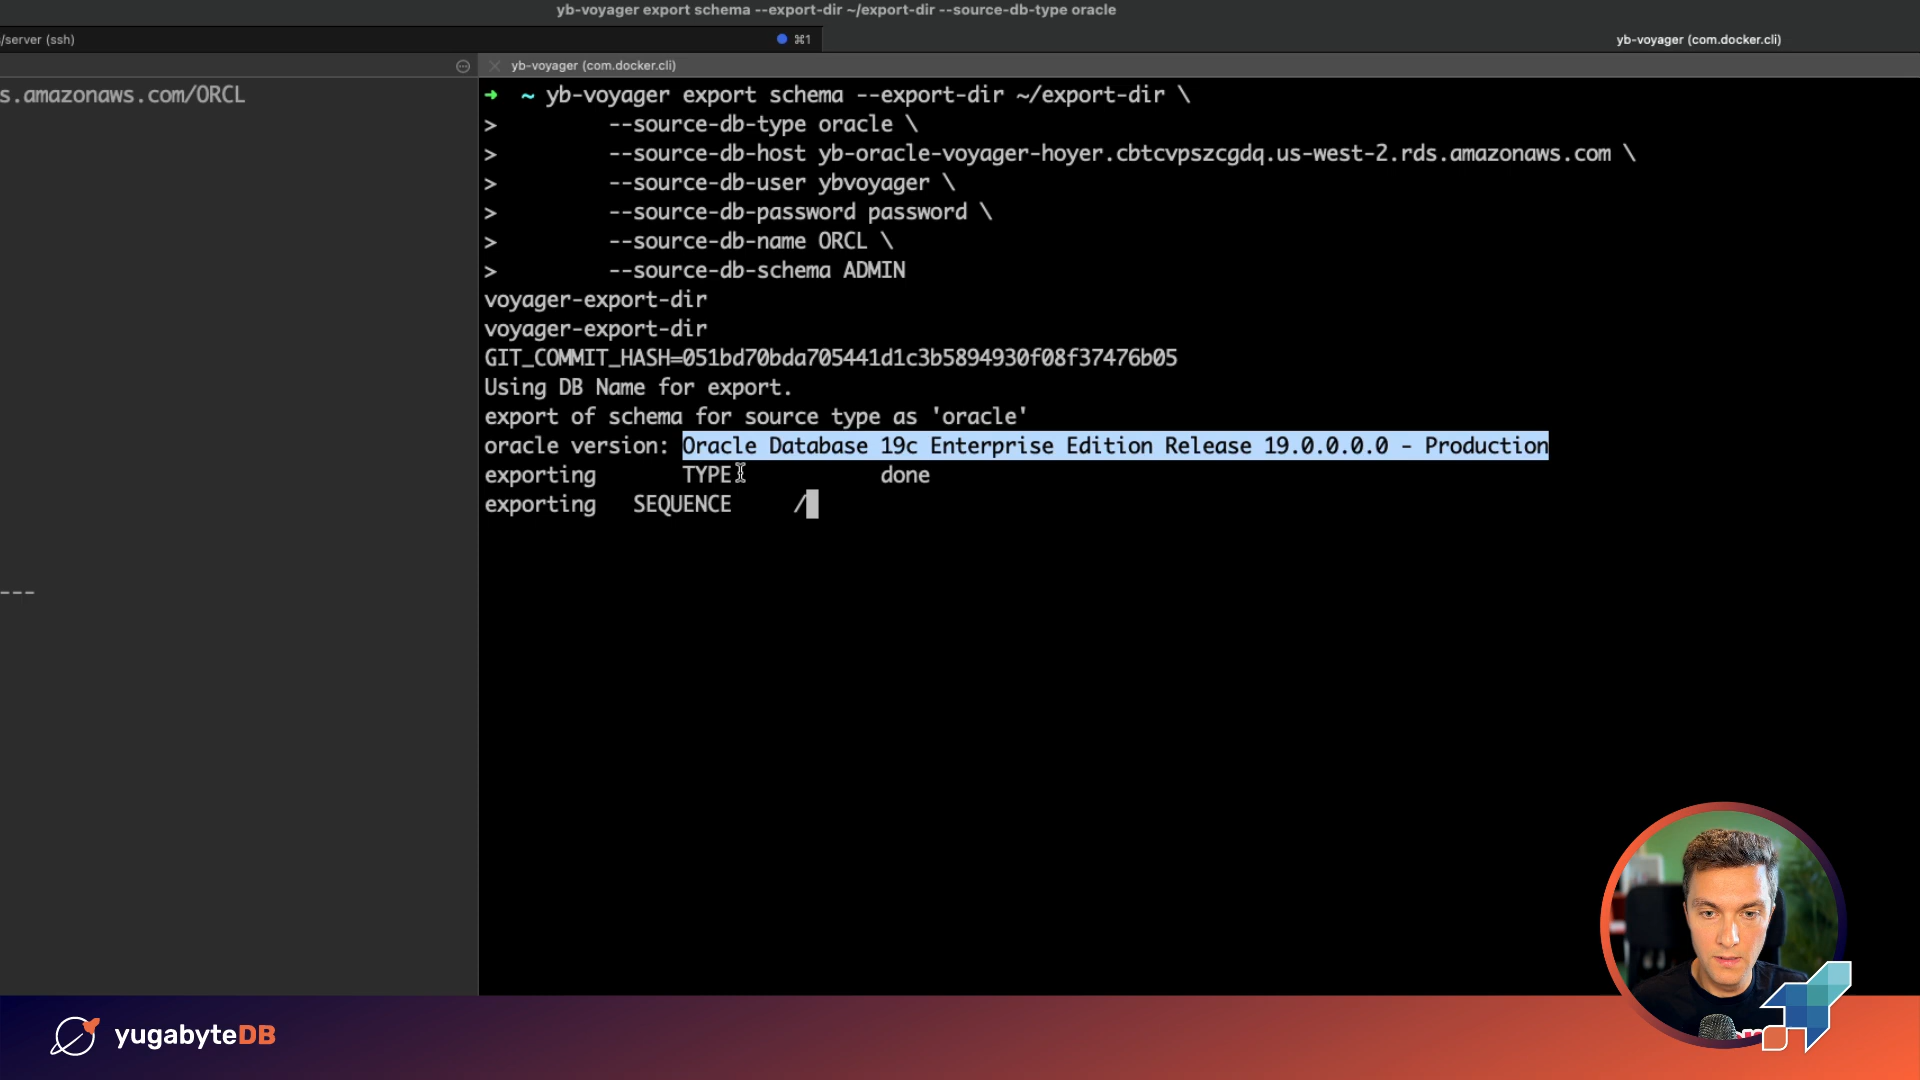 yb-voyager export schema --export-dir ~/export-dir --source-db-type oracle
/server (ssh)
⌘1
yb-voyager (com.docker.cli)
yb-voyager (com.docker.cli)
s.amazonaws.com/ORCL
---
➜ ~ yb-voyager export schema --export-dir ~/export-dir \
> --source-db-type oracle \
> --source-db-host yb-oracle-voyager-hoyer.cbtcvpszcgdq.us-west-2.rds.amazonaws.com \
> --source-db-user ybvoyager \
> --source-db-password password \
> --source-db-name ORCL \
> --source-db-schema ADMIN
voyager-export-dir
voyager-export-dir
GIT_COMMIT_HASH=051bd70bda705441d1c3b5894930f08f37476b05
Using DB Name for export.
export of schema for source type as 'oracle'
oracle version: Oracle Database 19c Enterprise Edition Release 19.0.0.0.0 - Production
exporting TYPE done
exporting SEQUENCE /
yugabyteDB